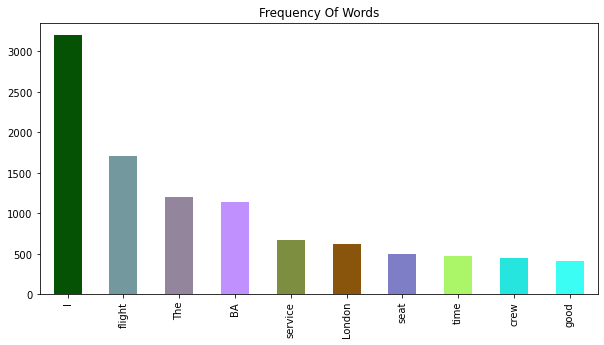 Frequency Of Words
3000
2500
2000
1500
1000
500
0
I
flight
The
BA
service
London
seat
time
crew
good